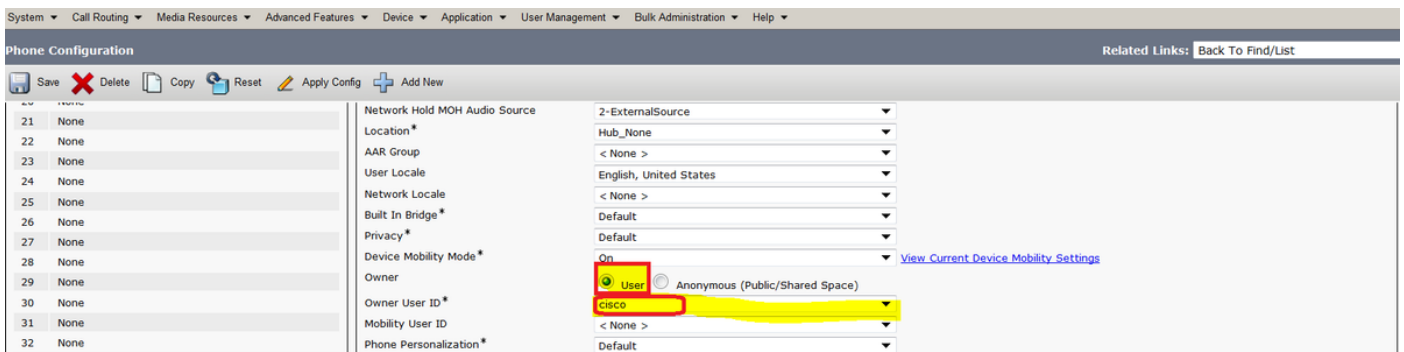 System Call Routing Media Resources Advanced Features Device Application User Management Bulk Administration Help
Phone Configuration
Related Links: Back To Find/List
Save Delete Copy Reset Apply Config Add New
20 None
21 None
22 None
23 None
24 None
25 None
26 None
27 None
28 None
29 None
30 None
31 None
32 None
Network Hold MOH Audio Source 2-ExternalSource
Location* Hub_None
AAR Group < None >
User Locale English, United States
Network Locale < None >
Built In Bridge* Default
Privacy* Default
Device Mobility Mode* On View Current Device Mobility Settings
Owner User Anonymous (Public/Shared Space)
Owner User ID* cisco
Mobility User ID < None >
Phone Personalization* Default